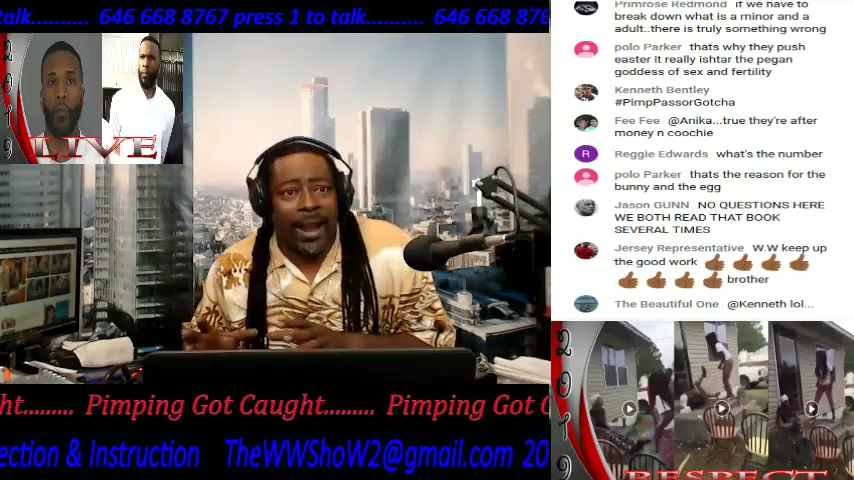 talk.......... 646 668 8767 press 1 to talk.......... 646 668 876
2019
LIVE
Primrose Redmond if we have to
break down what is a minor and a
adult..there is truly something wrong
polo Parker thats why they push
easter it really ishtar the pegan
goddess of sex and fertility
Kenneth Bentley
#PimpPassorGotcha
Fee Fee @Anika...true they're after
money n coochie
R Reggie Edwards what's the number
polo Parker thats the reason for the
bunny and the egg
Jason GUNN NO QUESTIONS HERE
WE BOTH READ THAT BOOK
SEVERAL TIMES
Jersey Representative W.W keep up
the good work
brother
The Beautiful One @Kenneth lol...
2019
RESPECT
ht......... Pimping Got Caught......... Pimping Got C
ection & Instruction TheWWShoW2@gmail.com 20